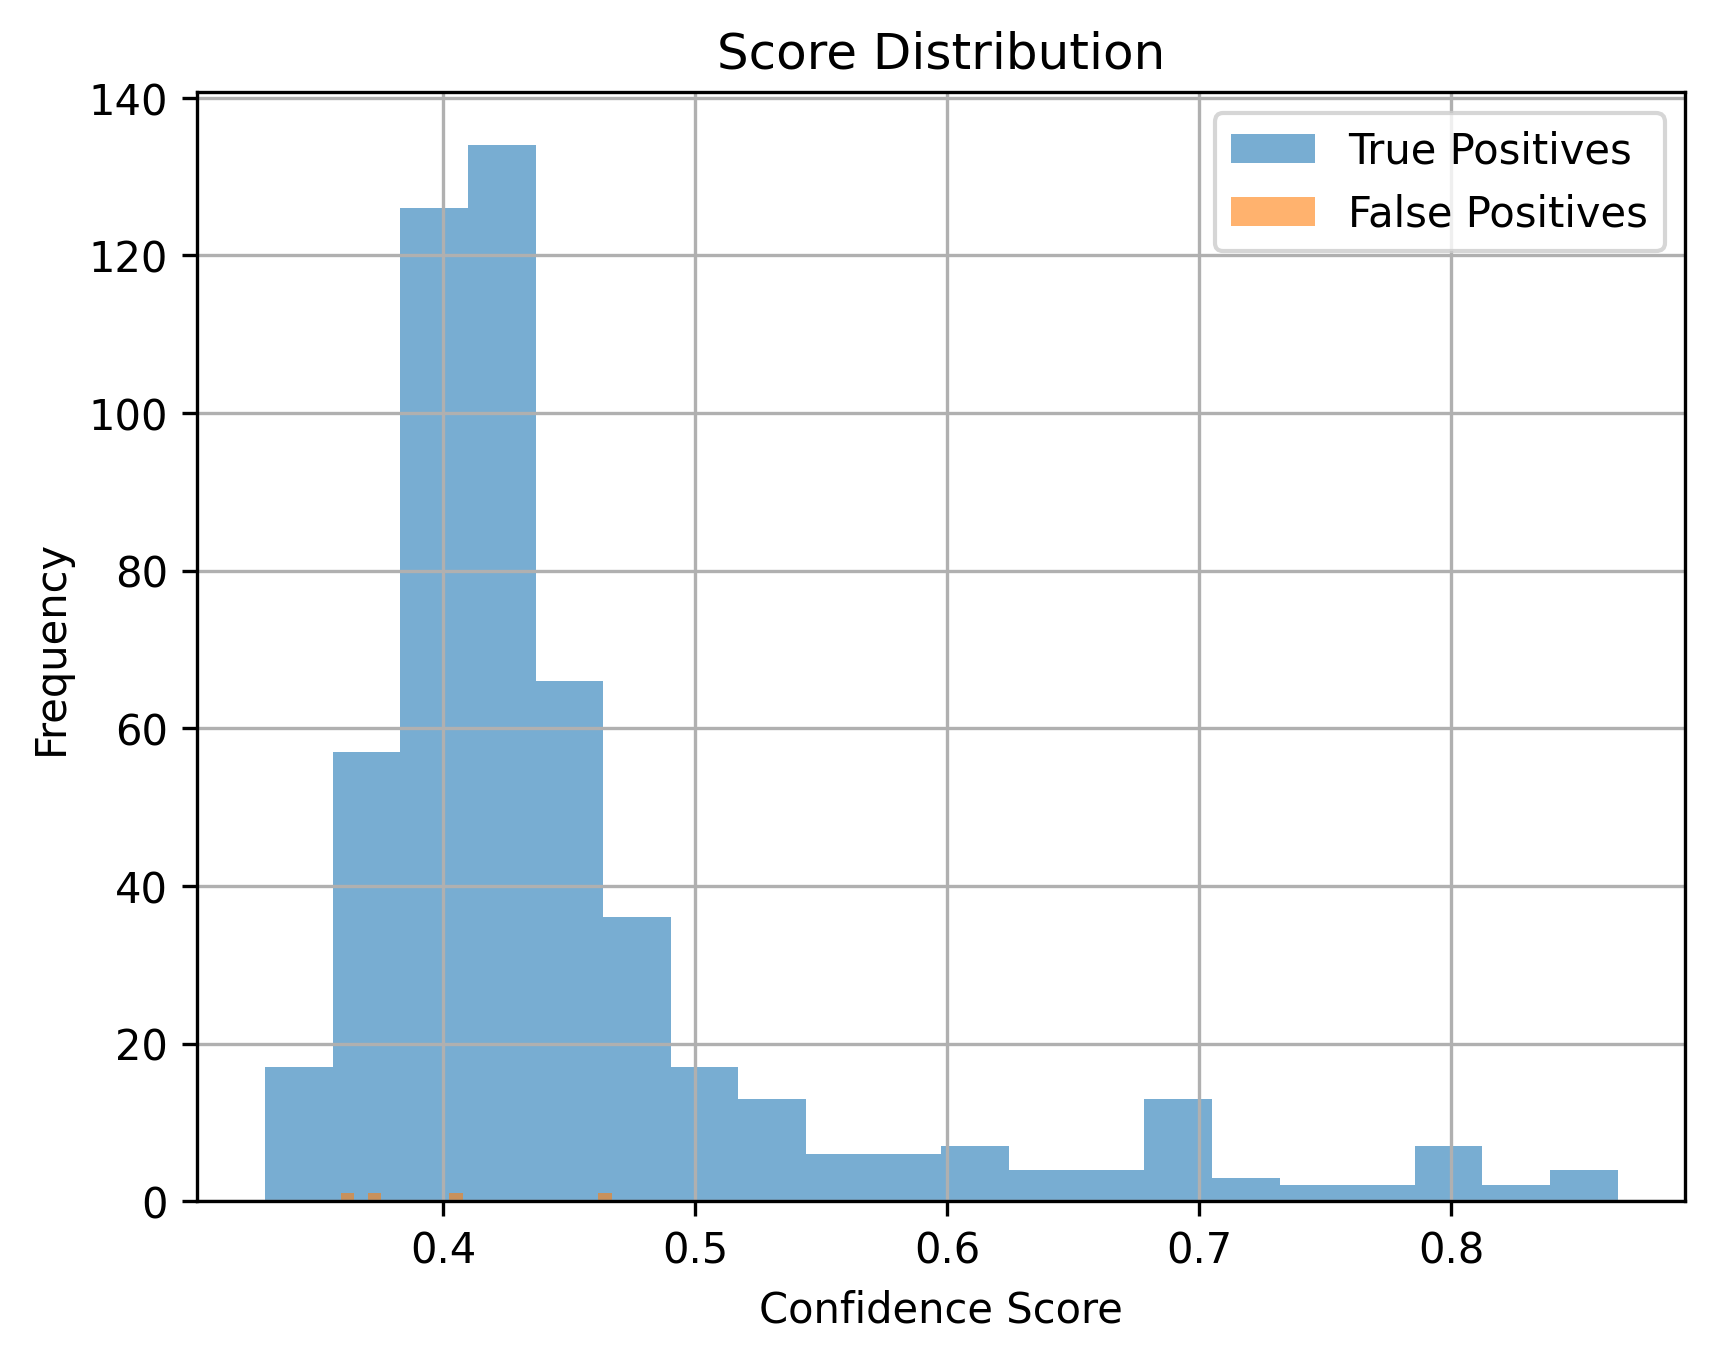 Score Distribution
True Positives
False Positives
140
120
100
80
60
40
20
0
Frequency
0.4 0.5 0.6 0.7 0.8
Confidence Score